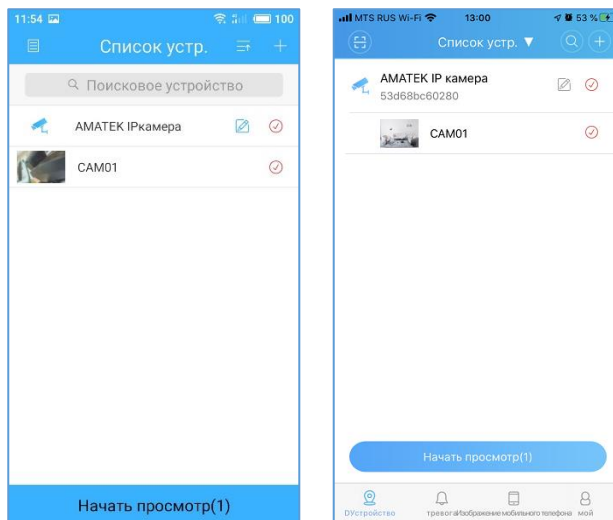 11:54 100
Список устр.
Поисковое устройство
AMATEK IPкамера
CAM01
Начать просмотр(1)
MTS RUS Wi-Fi 13:00 53 %
Список устр. ▼
AMATEK IP камера
53d68bc60280
CAM01
Начать просмотр(1)
DУстройство тревога Изображение мобильного телефона мой